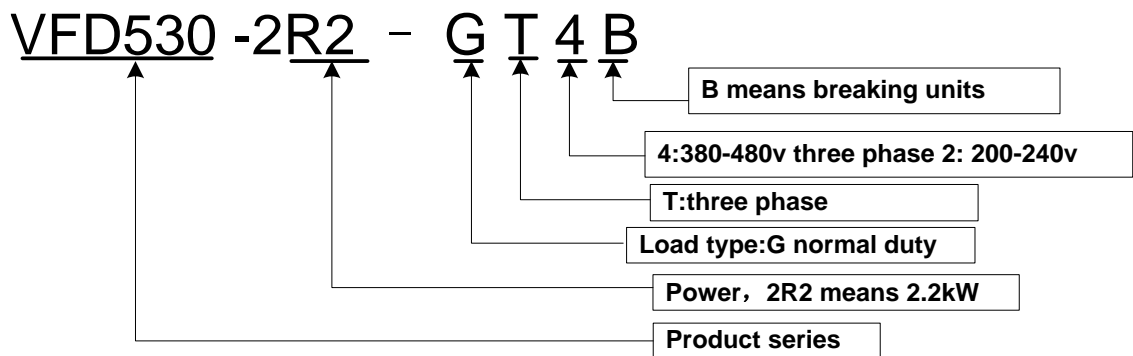 VFD530 -2R2 - G T 4 B
B means breaking units
4:380-480v three phase 2: 200-240v
T:three phase
Load type:G normal duty
Power，2R2 means 2.2kW
Product series